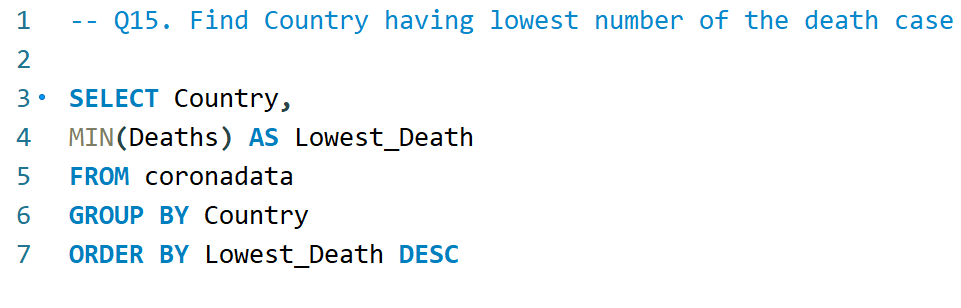 1 -- Q15. Find Country having lowest number of the death case
2
3 SELECT Country,
4 MIN(Deaths) AS Lowest_Death
5 FROM coronadata
6 GROUP BY Country
7 ORDER BY Lowest_Death DESC